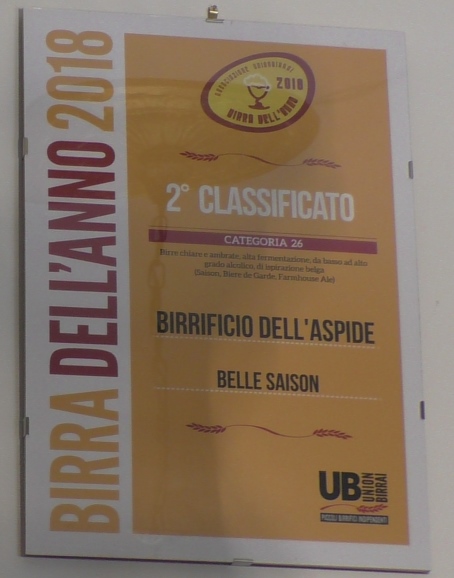 BIRRA DELL'ANNO 2018
ASSOCIAZIONE UNIONBIRRAI
2018
BIRRA DELL'ANNO
2° CLASSIFICATO
CATEGORIA 26
Birre chiare e ambrate, alta fermentazione, da basso ad alto
grado alcolico, di ispirazione belga
(Saison, Biere de Garde, Farmhouse Ale)
BIRRIFICIO DELL'ASPIDE
BELLE SAISON
UB UNION
BIRRAI
PICCOLI BIRRIFICI INDIPENDENTI